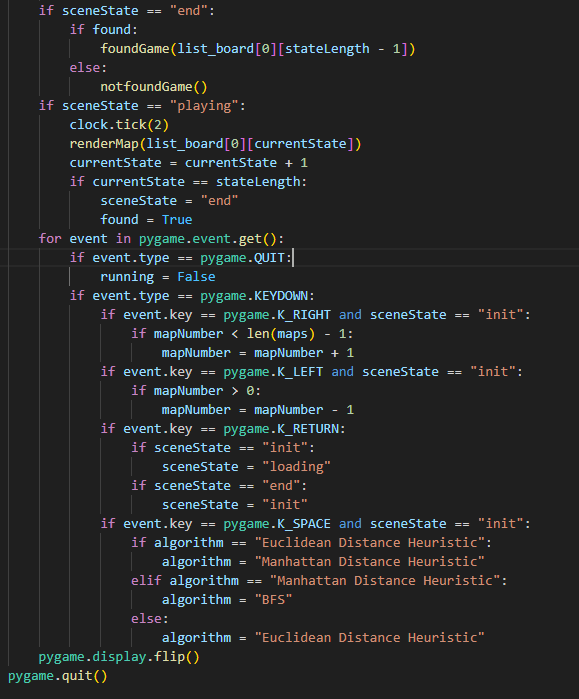 if sceneState == "end":
if found:
foundGame(list_board[0][stateLength - 1])
else:
notfoundGame()
if sceneState == "playing":
clock.tick(2)
renderMap(list_board[0][currentState])
currentState = currentState + 1
if currentState == stateLength:
sceneState = "end"
found = True
for event in pygame.event.get():
if event.type == pygame.QUIT:
running = False
if event.type == pygame.KEYDOWN:
if event.key == pygame.K_RIGHT and sceneState == "init":
if mapNumber < len(maps) - 1:
mapNumber = mapNumber + 1
if event.key == pygame.K_LEFT and sceneState == "init":
if mapNumber > 0:
mapNumber = mapNumber - 1
if event.key == pygame.K_RETURN:
if sceneState == "init":
sceneState = "loading"
if sceneState == "end":
sceneState = "init"
if event.key == pygame.K_SPACE and sceneState == "init":
if algorithm == "Euclidean Distance Heuristic":
algorithm = "Manhattan Distance Heuristic"
elif algorithm == "Manhattan Distance Heuristic":
algorithm = "BFS"
else:
algorithm = "Euclidean Distance Heuristic"
pygame.display.flip()
pygame.quit()